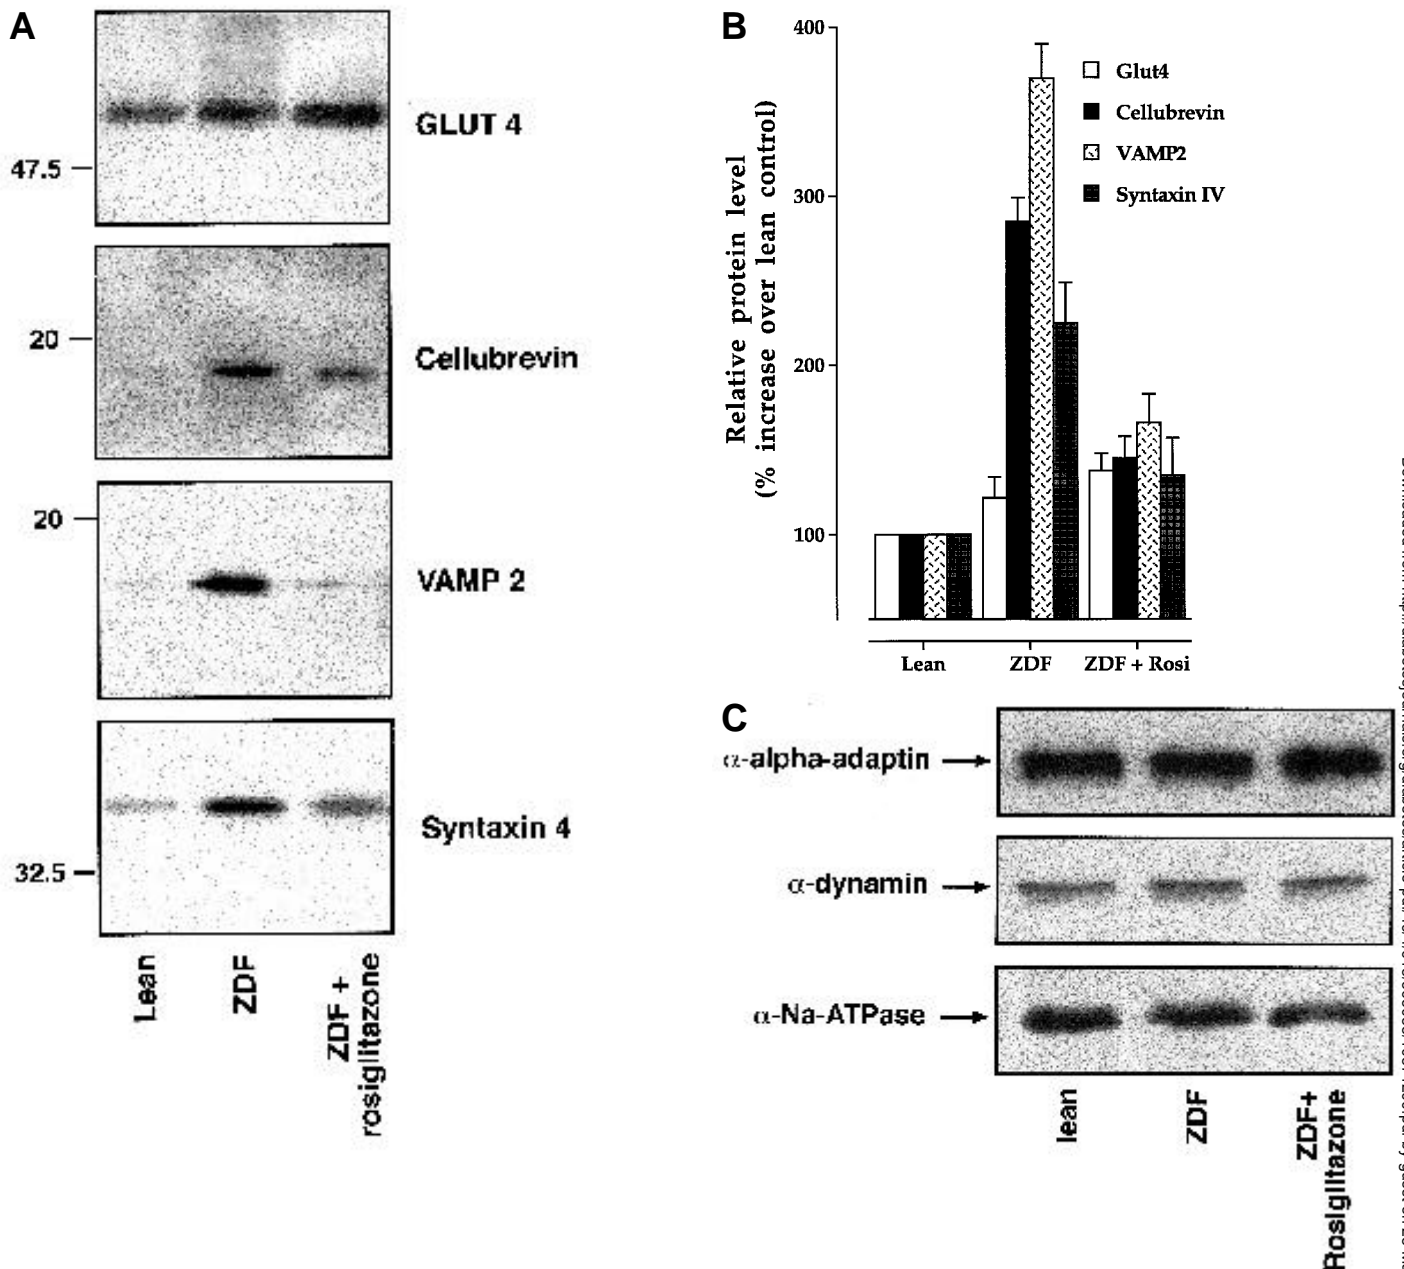 A
GLUT 4
47.5
20
Cellubrevin
20
VAMP 2
Syntaxin 4
32.5
Lean
ZDF
ZDF +
rosiglitazone
B
400
300
200
100
Relative protein level
(% increase over lean control)
Glut4
Cellubrevin
VAMP2
Syntaxin IV
Lean
ZDF
ZDF + Rosi
C
α-alpha-adaptin
α-dynamin
α-Na-ATPase
lean
ZDF
ZDF+
Rosiglitazone